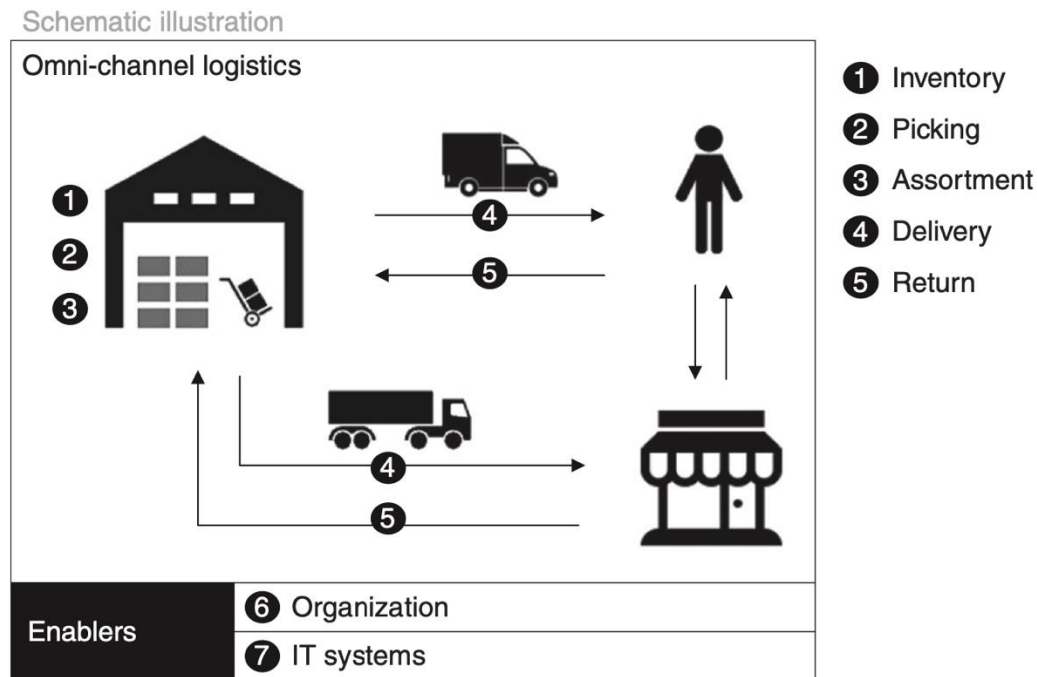 Schematic illustration
Omni-channel logistics
1
2
3
4
5
4
5
1 Inventory
2 Picking
3 Assortment
4 Delivery
5 Return
Enablers
6 Organization
7 IT systems